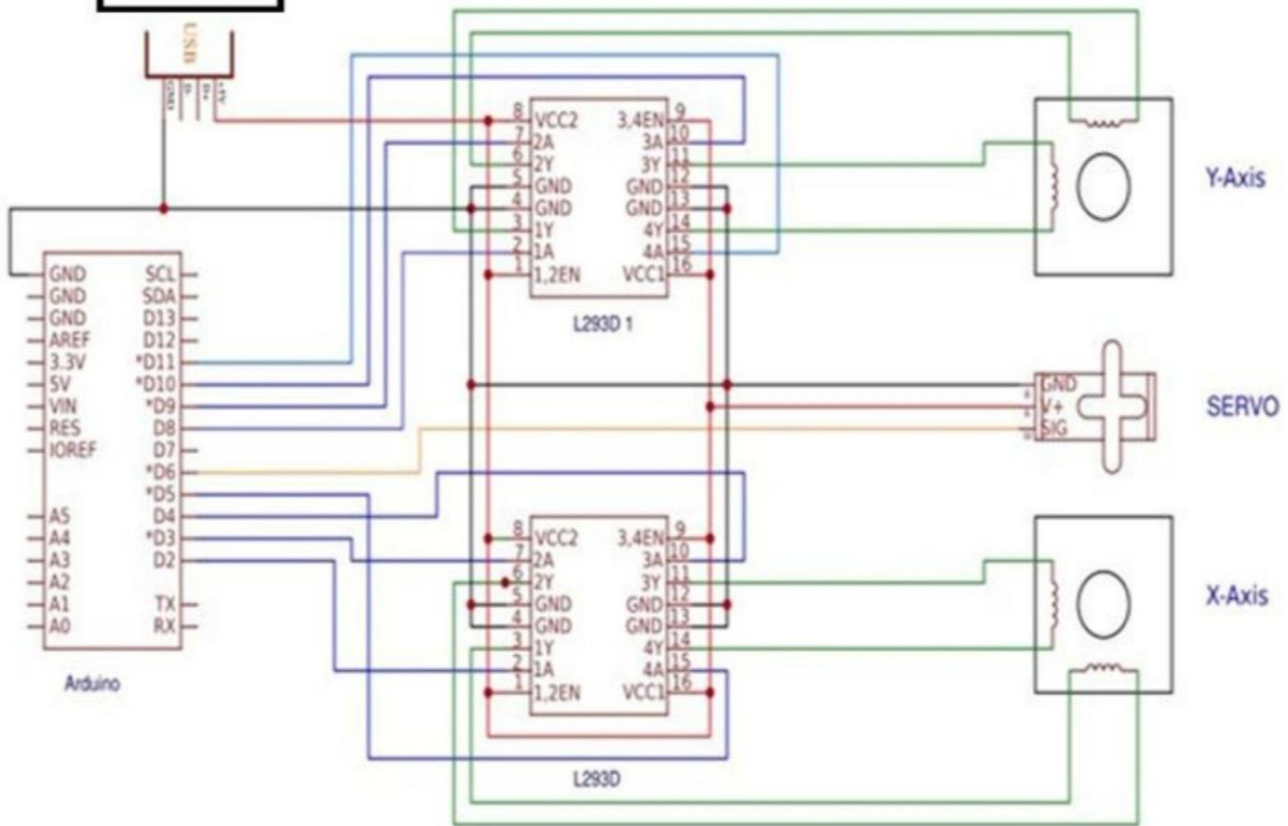 USB
GND
D-
D+
+5V
8 VCC2 3,4EN 9
7 2A 3A 10
6 2Y 3Y 11
5 GND GND 12
4 GND GND 13
3 1Y 4Y 14
2 1A 4A 15
1 1,2EN VCC1 16
L293D 1
Y-Axis
GND SCL
GND SDA
GND D13
AREF D12
3.3V *D11
5V *D10
VIN *D9
RES D8
IOREF D7
*D6
*D5
A5 D4
A4 *D3
A3 D2
A2
A1 TX
A0 RX
Arduino
GND
V+
SIG
SERVO
8 VCC2 3,4EN 9
7 2A 3A 10
6 2Y 3Y 11
5 GND GND 12
4 GND GND 13
3 1Y 4Y 14
2 1A 4A 15
1 1,2EN VCC1 16
L293D
X-Axis